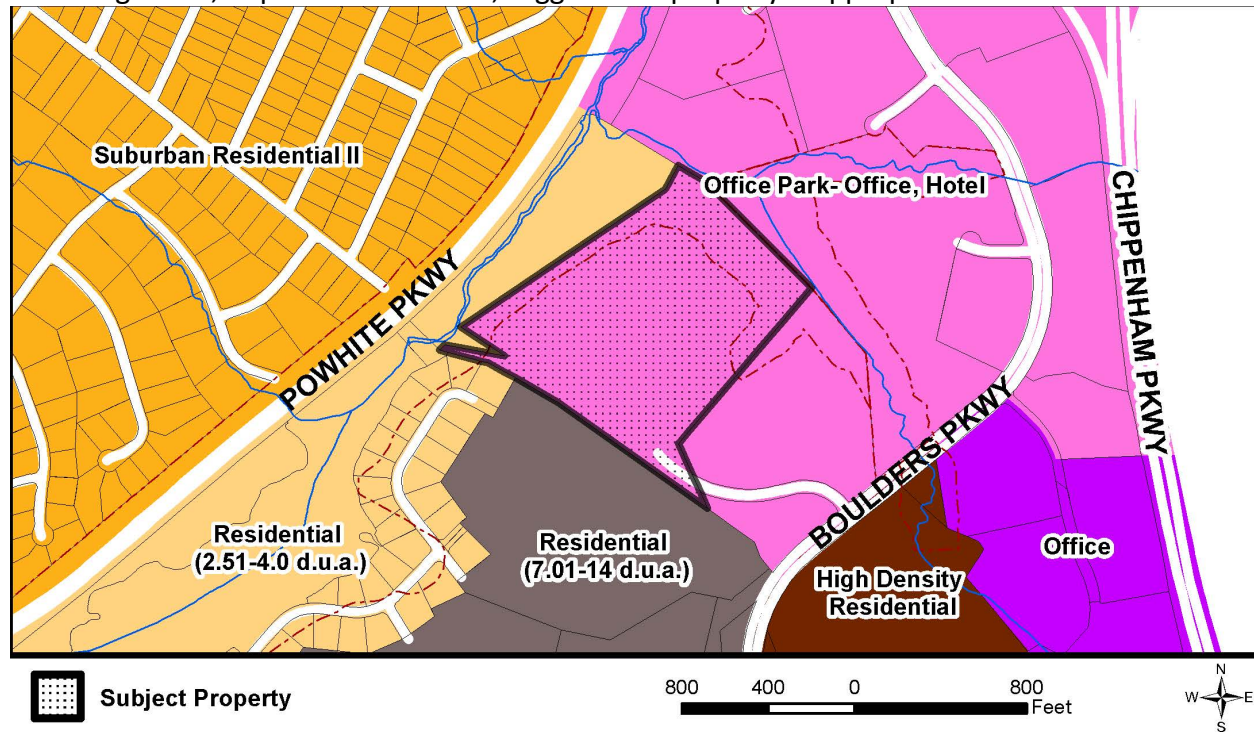 Suburban Residential II
Office Park- Office, Hotel
CHIPPENHAM PKWY
POWHITE PKWY
BOULDERS PKWY
Residential
(2.51-4.0 d.u.a.)
Residential
(7.01-14 d.u.a.)
High Density
Residential
Office
Subject Property
800 400 0 800
Feet
N
W E
S